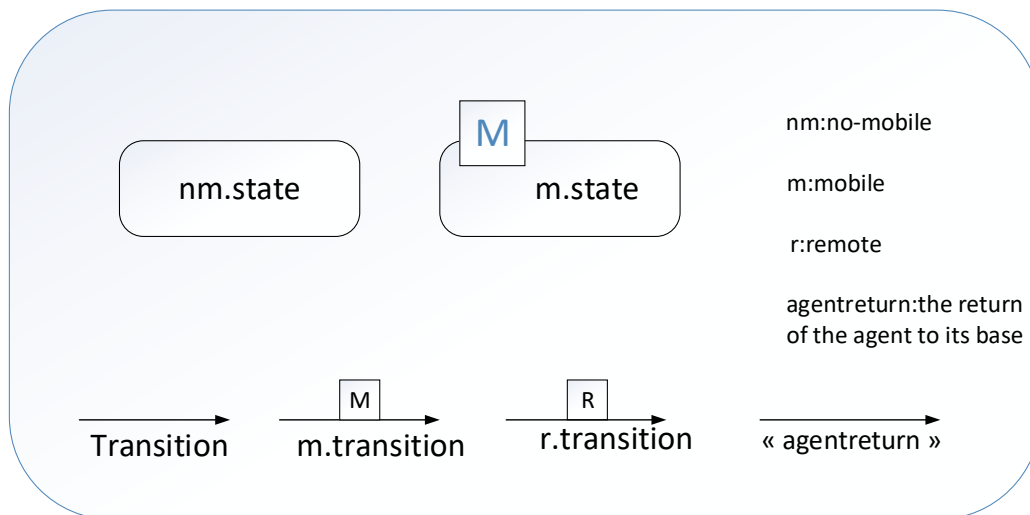 nm.state
M
m.state
nm:no-mobile
m:mobile
r:remote
agentreturn:the return
of the agent to its base
Transition
M
m.transition
R
r.transition
« agentreturn »